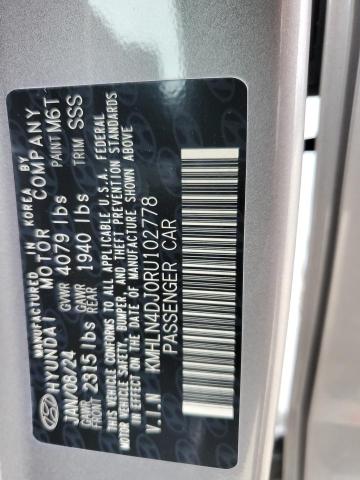 MANUFACTURED IN KOREA BY
HYUNDAI MOTOR COMPANY
JAN/08/24 GVWR 4079 lbs PAINT M6T
GAWR FRONT 2315 lbs GAWR REAR 1940 lbs TRIM SSS
THIS VEHICLE CONFORMS TO ALL APPLICABLE U.S.A. FEDERAL
MOTOR VEHICLE SAFETY, BUMPER, AND THEFT PREVENTION STANDARDS
IN EFFECT ON THE DATE OF MANUFACTURE SHOWN ABOVE
V.I.N KMHLN4DJ0RU102778
PASSENGER CAR